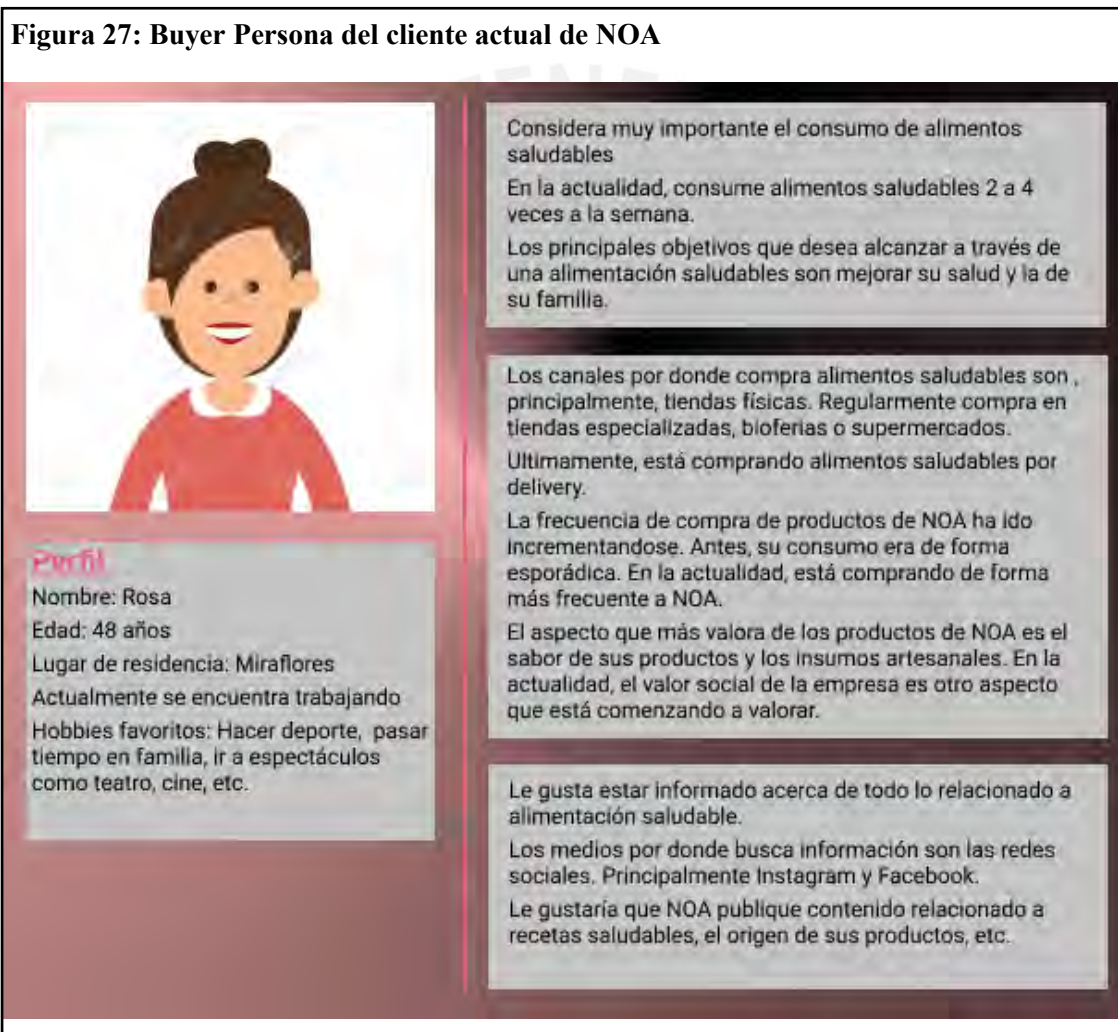 Figura 27: Buyer Persona del cliente actual de NOA
Perfil
Nombre: Rosa
Edad: 48 años
Lugar de residencia: Miraflores
Actualmente se encuentra trabajando
Hobbies favoritos: Hacer deporte, pasar
tiempo en familia, ir a espectáculos
como teatro, cine, etc.
Considera muy importante el consumo de alimentos
saludables
En la actualidad, consume alimentos saludables 2 a 4
veces a la semana.
Los principales objetivos que desea alcanzar a través de
una alimentación saludables son mejorar su salud y la de
su familia.
Los canales por donde compra alimentos saludables son ,
principalmente, tiendas físicas. Regularmente compra en
tiendas especializadas, bioferias o supermercados.
Ultimamente, está comprando alimentos saludables por
delivery.
La frecuencia de compra de productos de NOA ha ido
incrementandose. Antes, su consumo era de forma
esporádica. En la actualidad, está comprando de forma
más frecuente a NOA.
El aspecto que más valora de los productos de NOA es el
sabor de sus productos y los insumos artesanales. En la
actualidad, el valor social de la empresa es otro aspecto
que está comenzando a valorar.
Le gusta estar informado acerca de todo lo relacionado a
alimentación saludable.
Los medios por donde busca información son las redes
sociales. Principalmente Instagram y Facebook.
Le gustaría que NOA publique contenido relacionado a
recetas saludables, el origen de sus productos, etc.